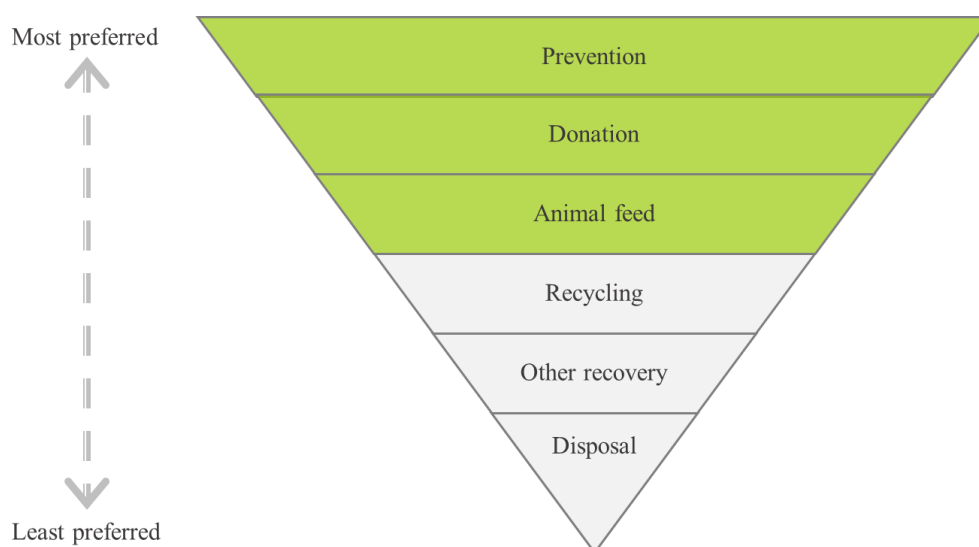 Most preferred
Prevention
Donation
Animal feed
Recycling
Other recovery
Disposal
Least preferred